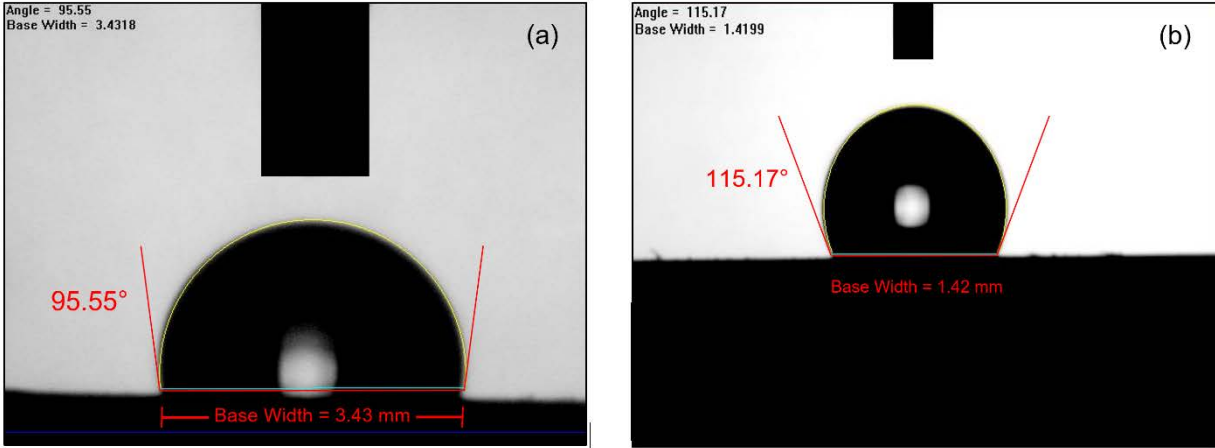 Angle = 95.55
Base Width = 3.4318
(a)
95.55°
Base Width = 3.43 mm
Angle = 115.17
Base Width = 1.4199
(b)
115.17°
Base Width = 1.42 mm